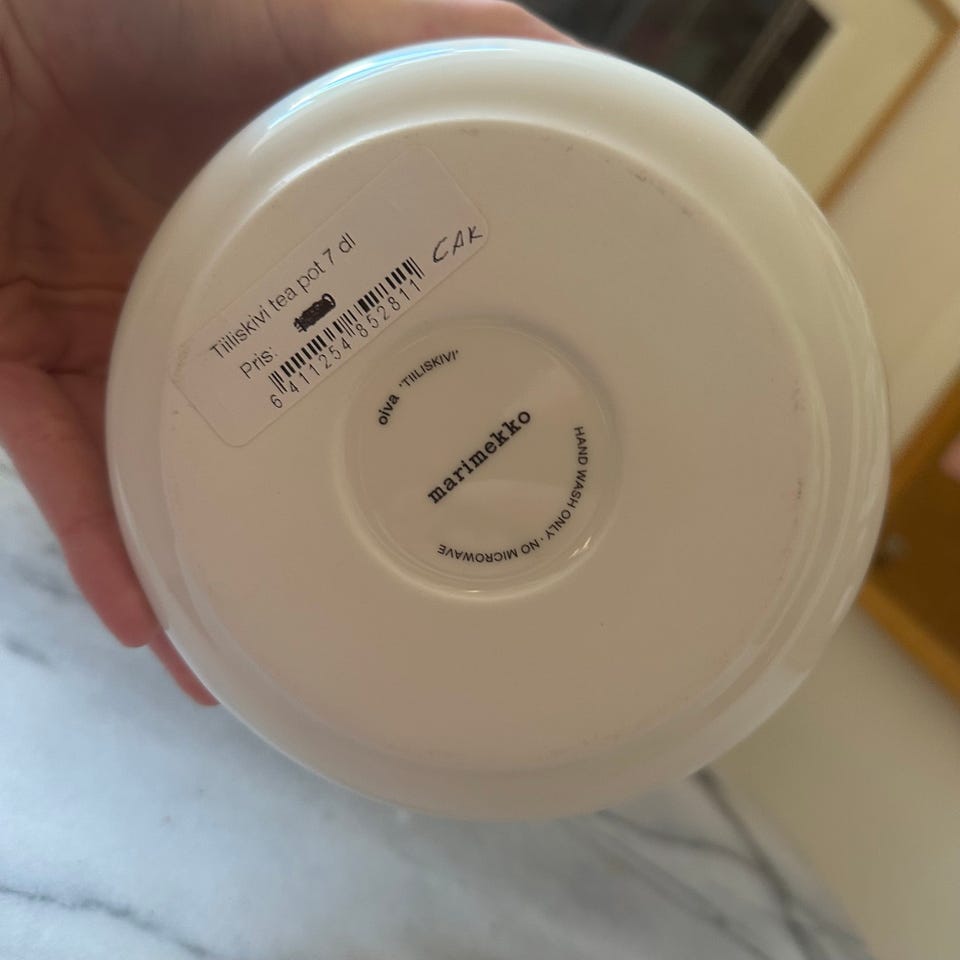 Tiiliskivi tea pot 7 dl
Pris:
6 411254 852811
CAK
oiva 'TIILISKIVI'
marimekko
HAND WASH ONLY · NO MICROWAVE